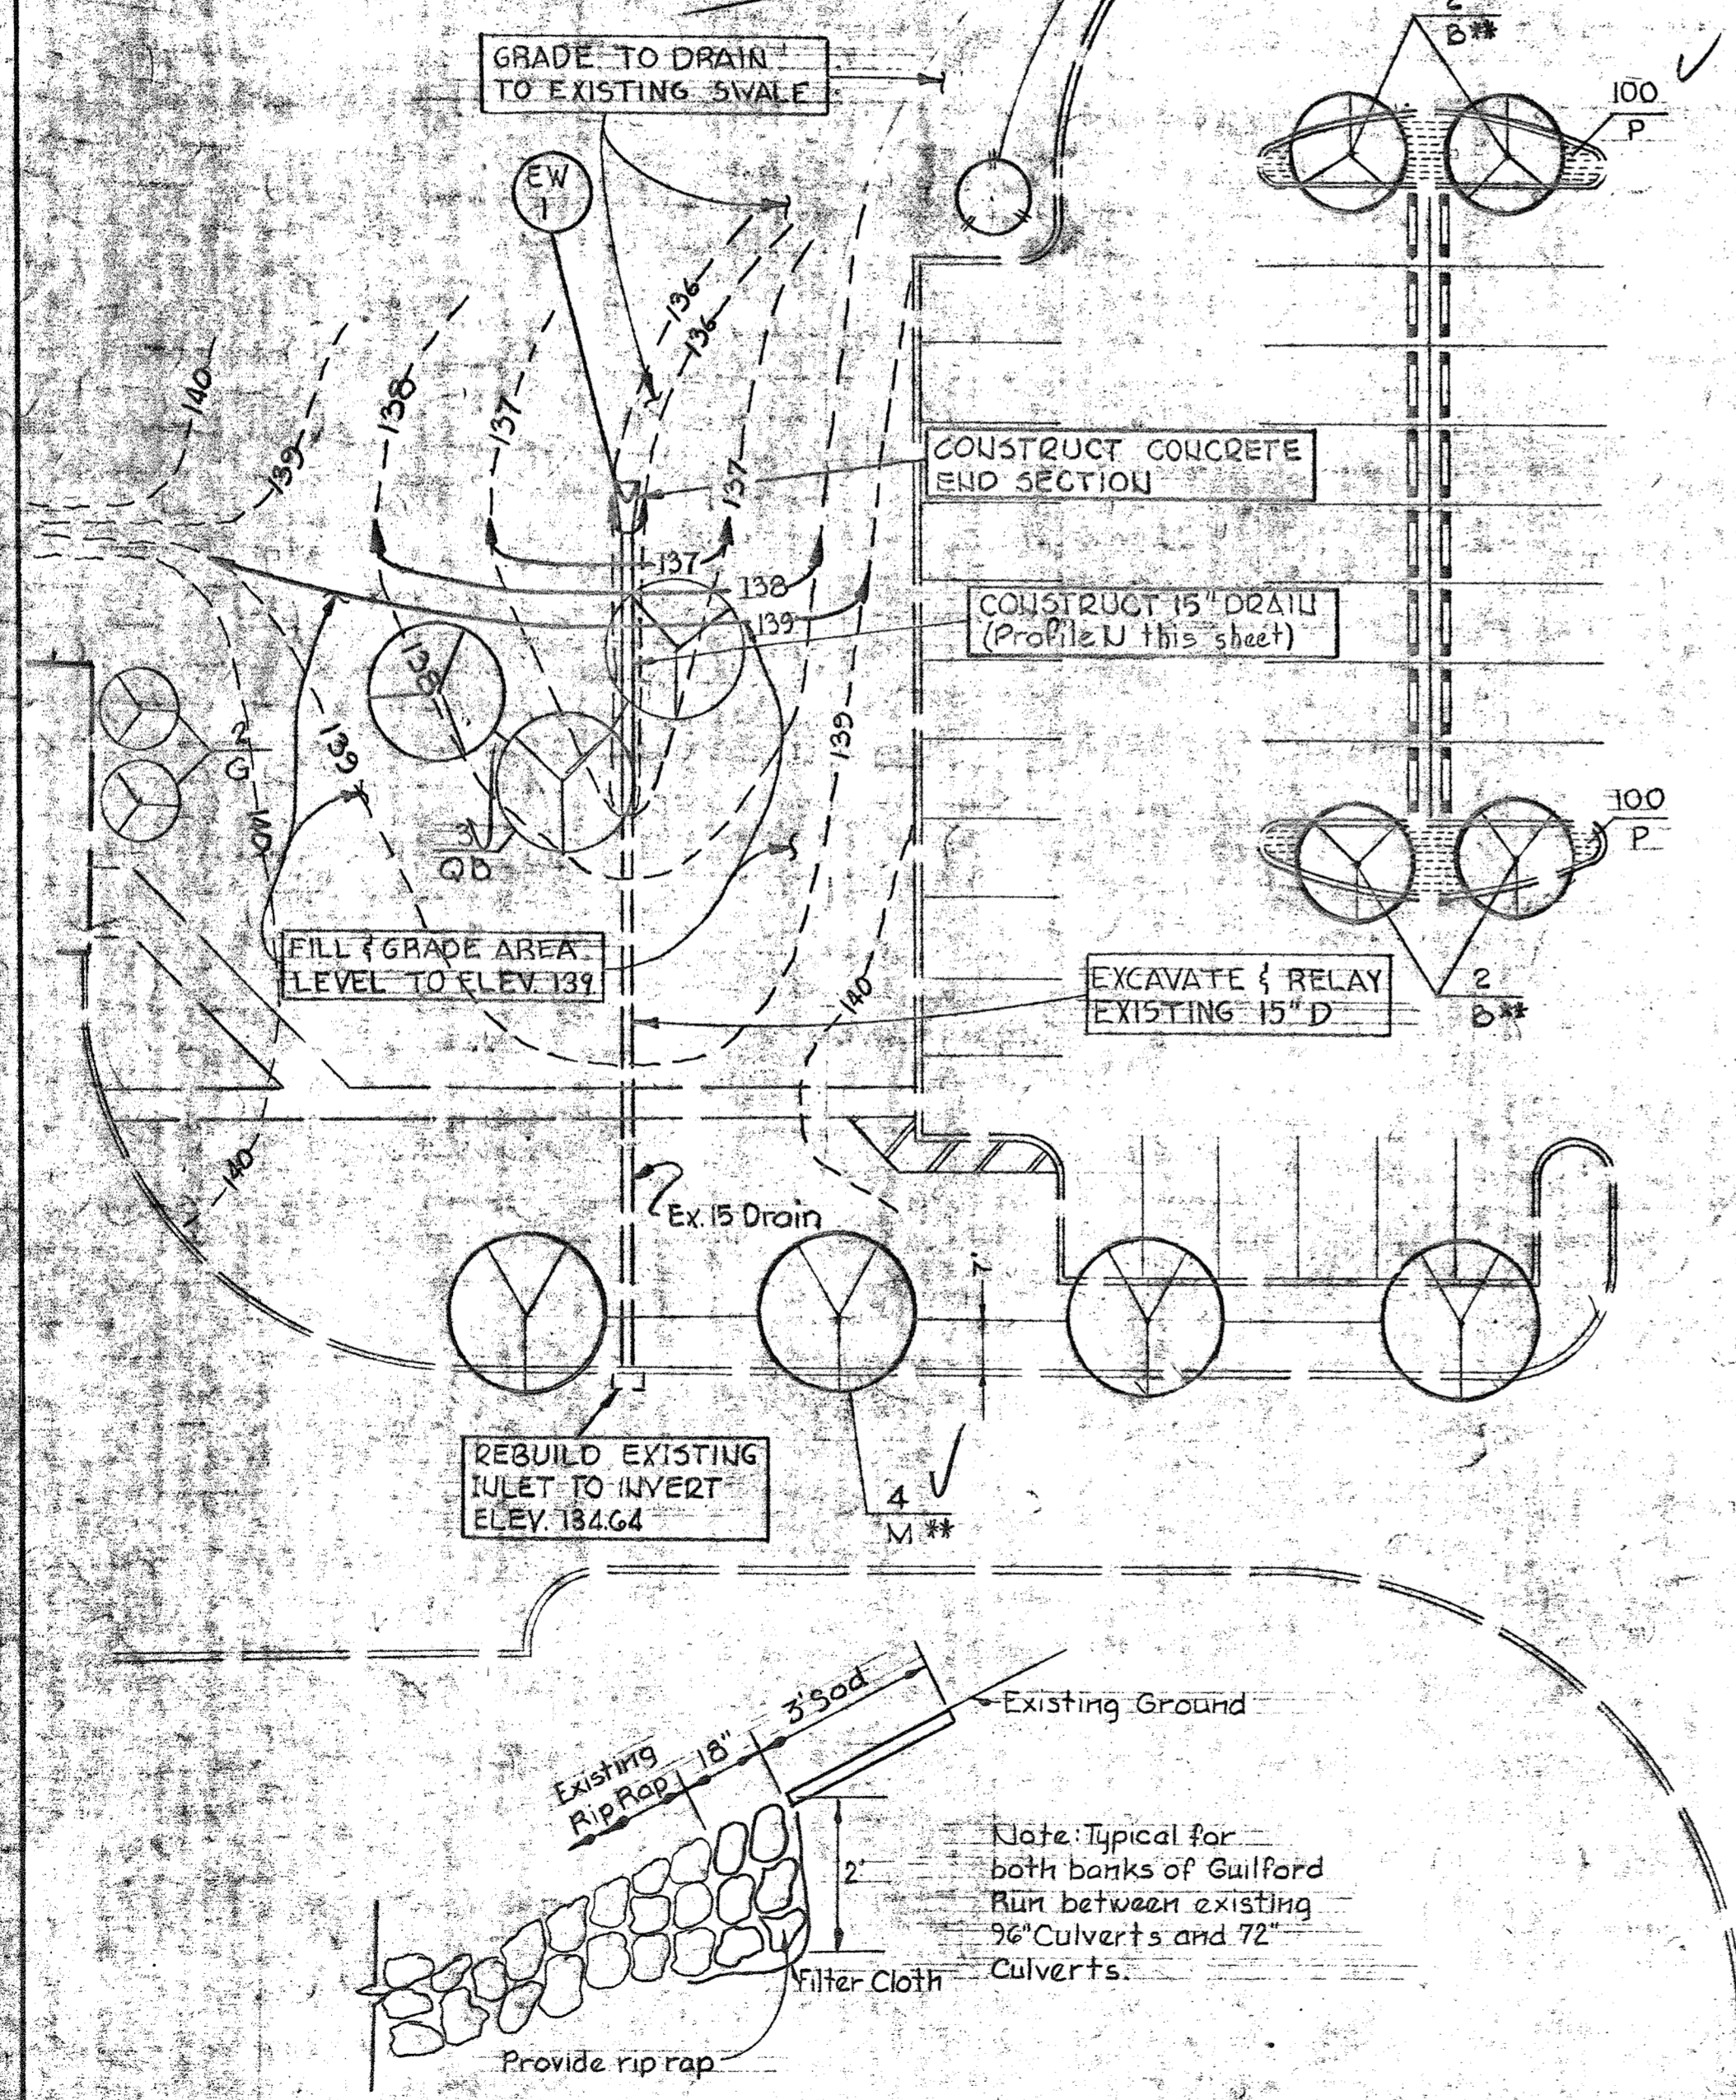 GRADE TO DRAIN
TO EXISTING SWALE
2
B**
100
P
EW
1
136
136
140
138
137
139
137
CONSTRUCT CONCRETE
END SECTION
137
138
139
CONSTRUCT 15" DRAIN
(Profile N this sheet)
138
139
139
2
G
140
3
QB
100
P
FILL & GRADE AREA
LEVEL TO ELEV. 139
140
EXCAVATE & RELAY
EXISTING 15" D
2
B**
140
Ex. 15 Drain
7'
REBUILD EXISTING
INLET TO INVERT
ELEV. 134.64
4
M**
3' Sod
Existing Ground
18"
Existing
Rip Rap
2'
Note: Typical for
both banks of Guilford
Run between existing
96" Culverts and 72"
Culverts.
Filter Cloth
Provide rip rap